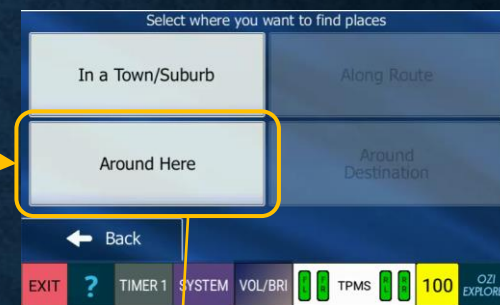 Select where you want to find places
In a Town/Suburb
Along Route
Around Here
Around
Destination
Back
EXIT ? TIMER 1 SYSTEM VOL/BRI TPMS 100 OZI
EXPLORE